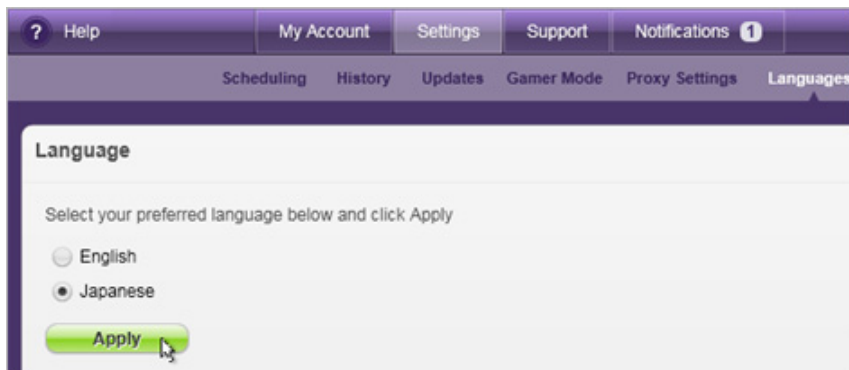 ? Help My Account Settings Support Notifications 1
Scheduling History Updates Gamer Mode Proxy Settings Languages
Language
Select your preferred language below and click Apply
English
Japanese
Apply